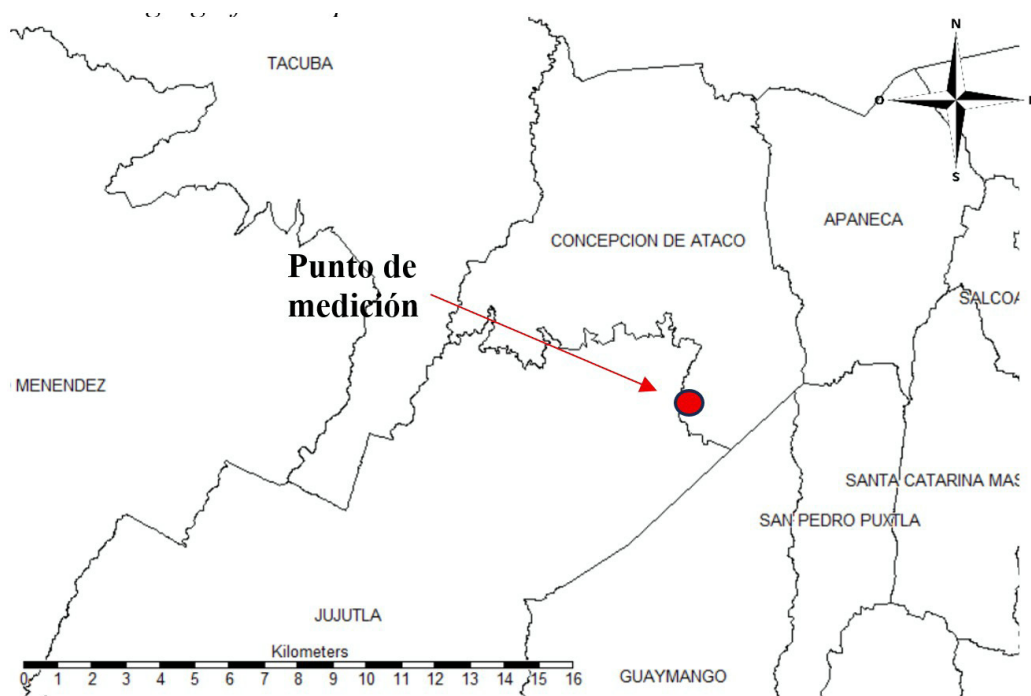 N
TACUBA
O
S
APANECA
CONCEPCION DE ATACO
Punto de
medición
SALCOA
MENENDEZ
SANTA CATARINA MAS
SAN PEDRO PUXTLA
JUJUTLA
Kilometers
0 1 2 3 4 5 6 7 8 9 10 11 12 13 14 15 16
GUAYMANGO